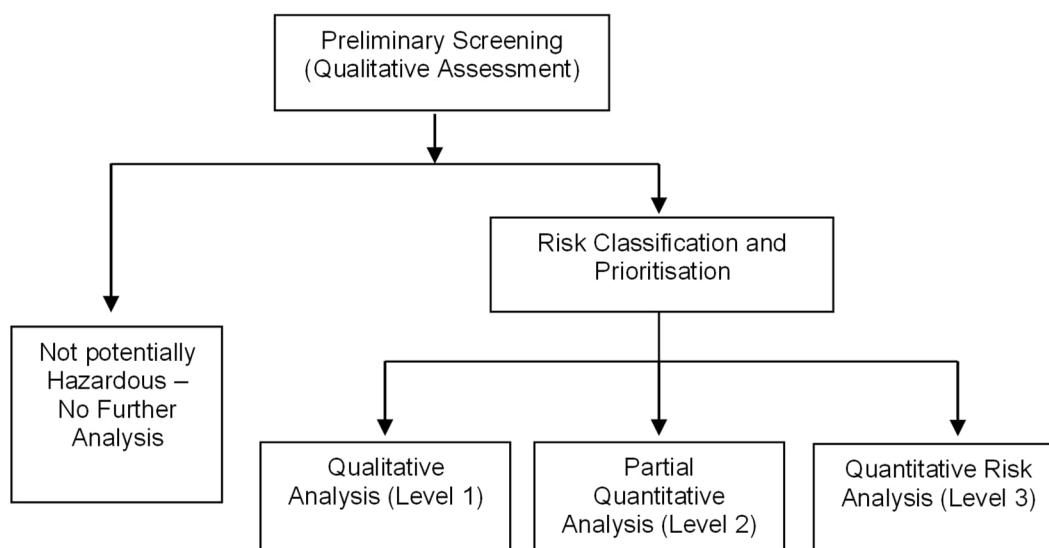 Preliminary Screening
(Qualitative Assessment)
Risk Classification and
Prioritisation
Not potentially
Hazardous –
No Further
Analysis
Qualitative
Analysis (Level 1)
Partial
Quantitative
Analysis (Level 2)
Quantitative Risk
Analysis (Level 3)